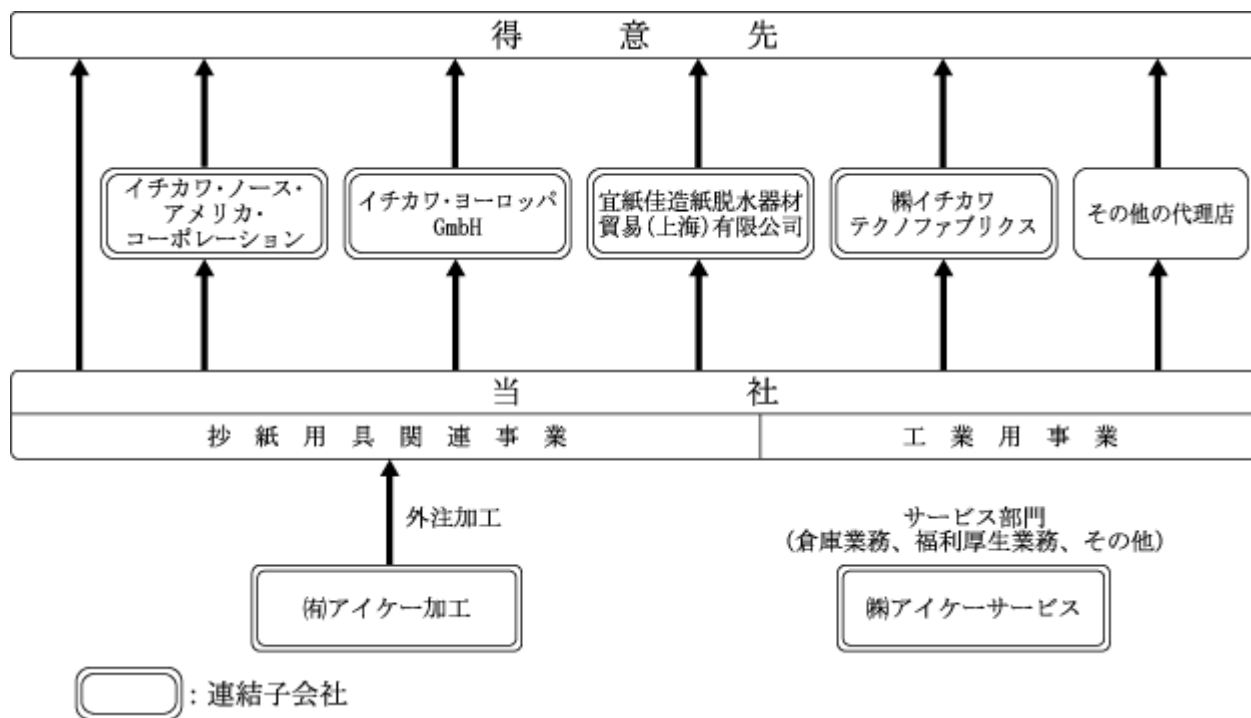 得意先
イチカワ・ノース・
アメリカ・
コーポレーション
イチカワ・ヨーロッパ
GmbH
宜紙佳造紙脱水器材
貿易(上海)有限公司
㈱イチカワ
テクノファブリクス
その他の代理店
当社
抄紙用具関連事業
工業用事業
外注加工
サービス部門
(倉庫業務、福利厚生業務、その他)
㈲アイケー加工
㈱アイケーサービス
:連結子会社